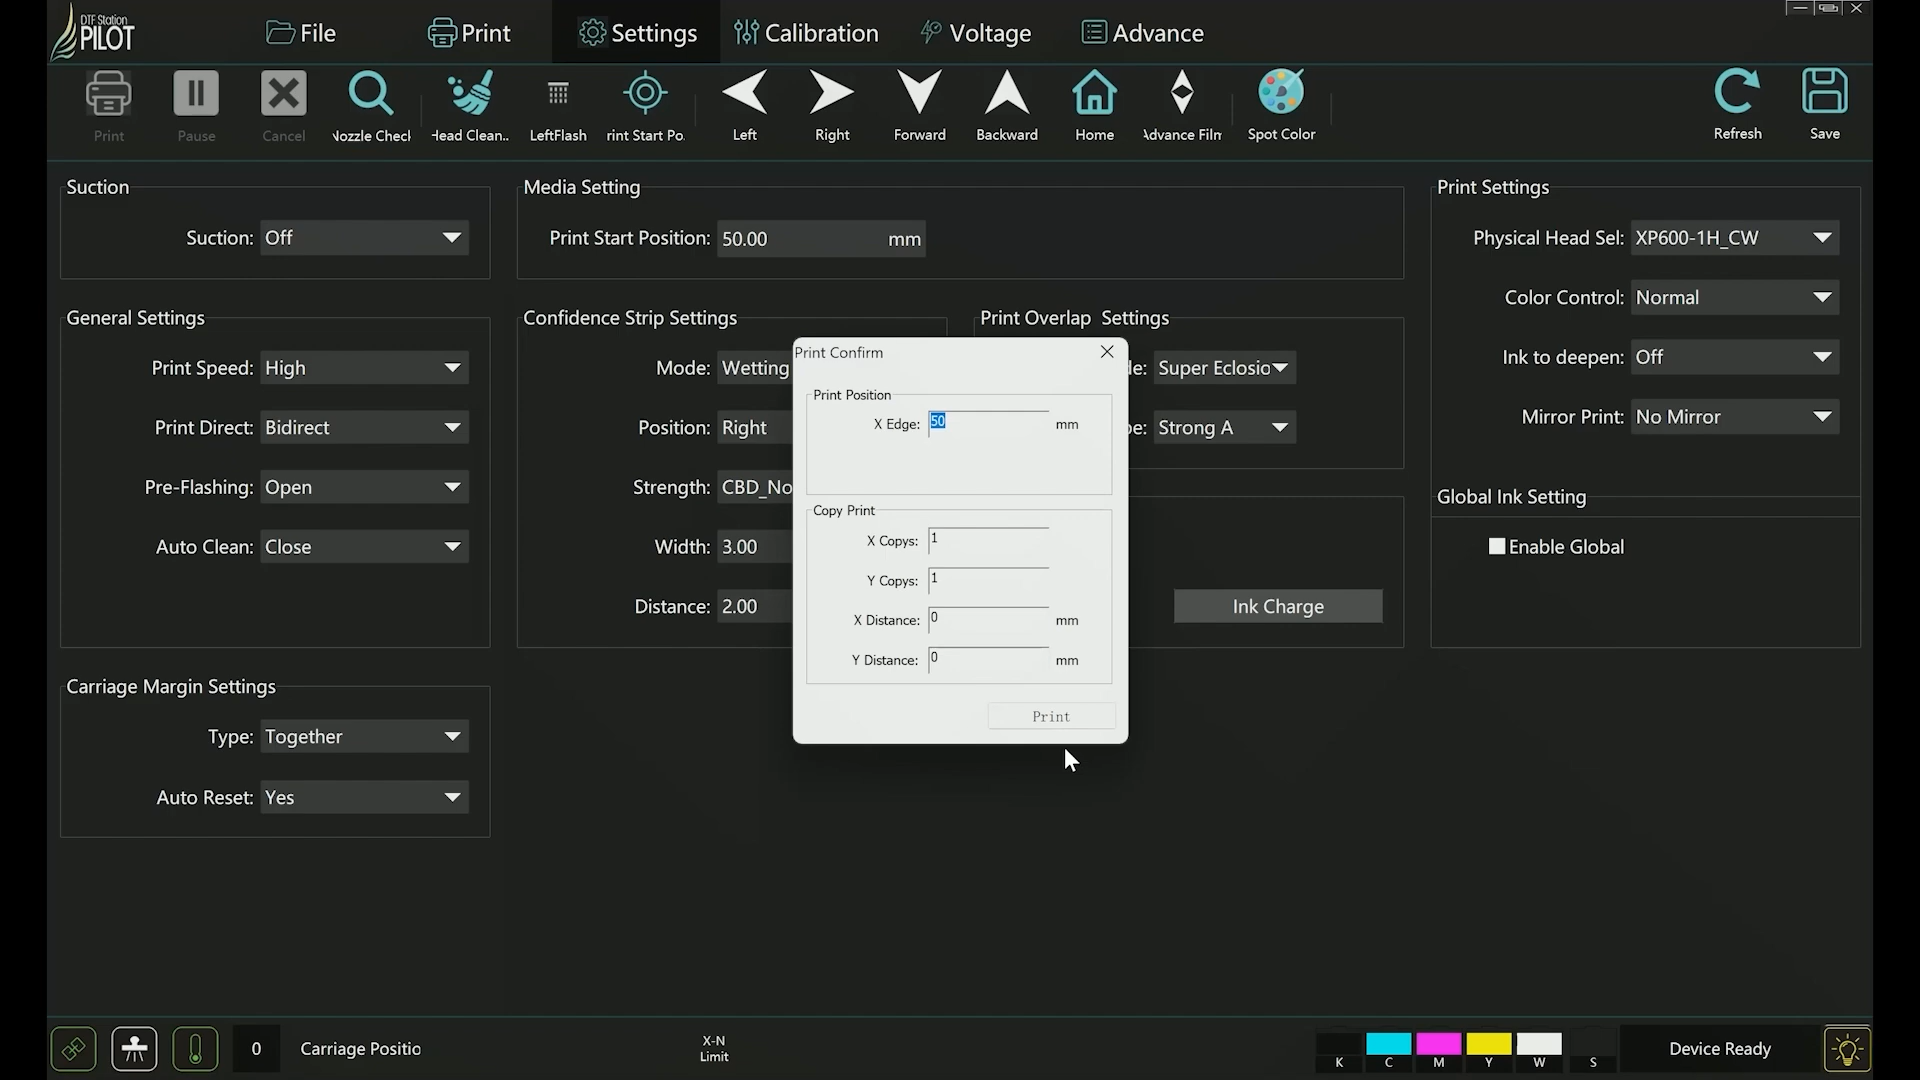 DTF Station
PILOT
File
Print
Settings
Calibration
Voltage
Advance
Print
Pause
Cancel
Nozzle Check
Head Clean..
LeftFlash
rint Start Po.
Left
Right
Forward
Backward
Home
Advance Film
Spot Color
Refresh
Save
Suction
Suction: Off
Media Setting
Print Start Position: 50.00 mm
Print Settings
Physical Head Sel: XP600-1H_CW
Color Control: Normal
Ink to deepen: Off
Mirror Print: No Mirror
General Settings
Print Speed: High
Print Direct: Bidirect
Pre-Flashing: Open
Auto Clean: Close
Confidence Strip Settings
Mode: Wetting
Position: Right
Strength: CBD_No
Width: 3.00
Distance: 2.00
Print Overlap Settings
de: Super Eclosio
pe: Strong A
Ink Charge
Global Ink Setting
Enable Global
Carriage Margin Settings
Type: Together
Auto Reset: Yes
Print Confirm
Print Position
X Edge: 50 mm
Copy Print
X Copys: 1
Y Copys: 1
X Distance: 0 mm
Y Distance: 0 mm
Print
0
Carriage Positio
X-N
Limit
K
C
M
Y
W
S
Device Ready